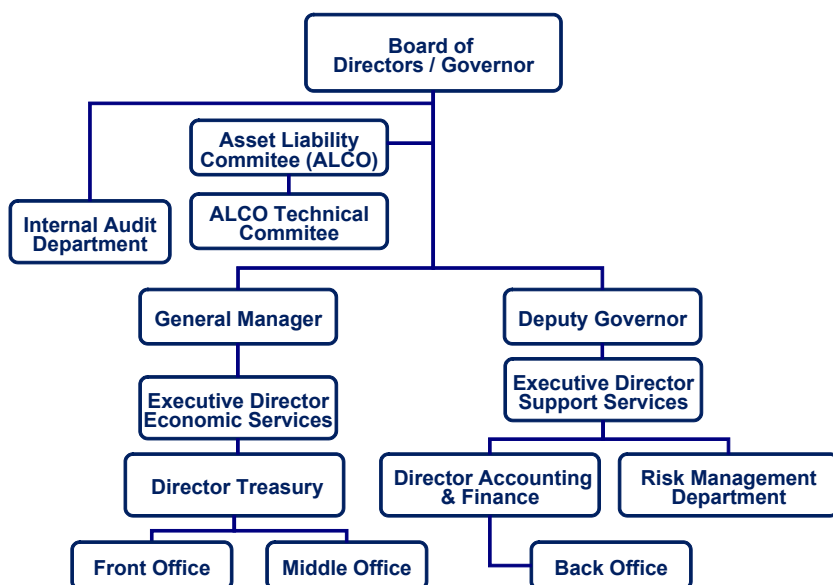 Board of
Directors / Governor
Asset Liability
Commitee (ALCO)
Internal Audit
Department
ALCO Technical
Commitee
General Manager
Deputy Governor
Executive Director
Economic Services
Executive Director
Support Services
Director Treasury
Director Accounting
& Finance
Risk Management
Department
Front Office
Middle Office
Back Office